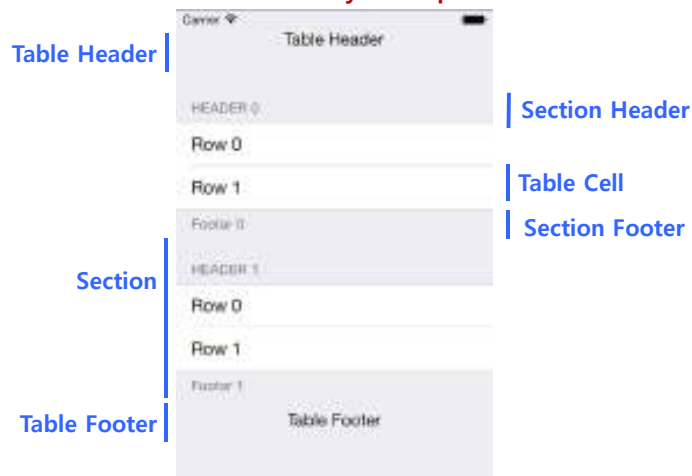 Carrier
Table Header
Table Header
HEADER 0
Section Header
Row 0
Row 1
Table Cell
Footer 0
Section Footer
HEADER 1
Section
Row 0
Row 1
Footer 1
Table Footer
Table Footer